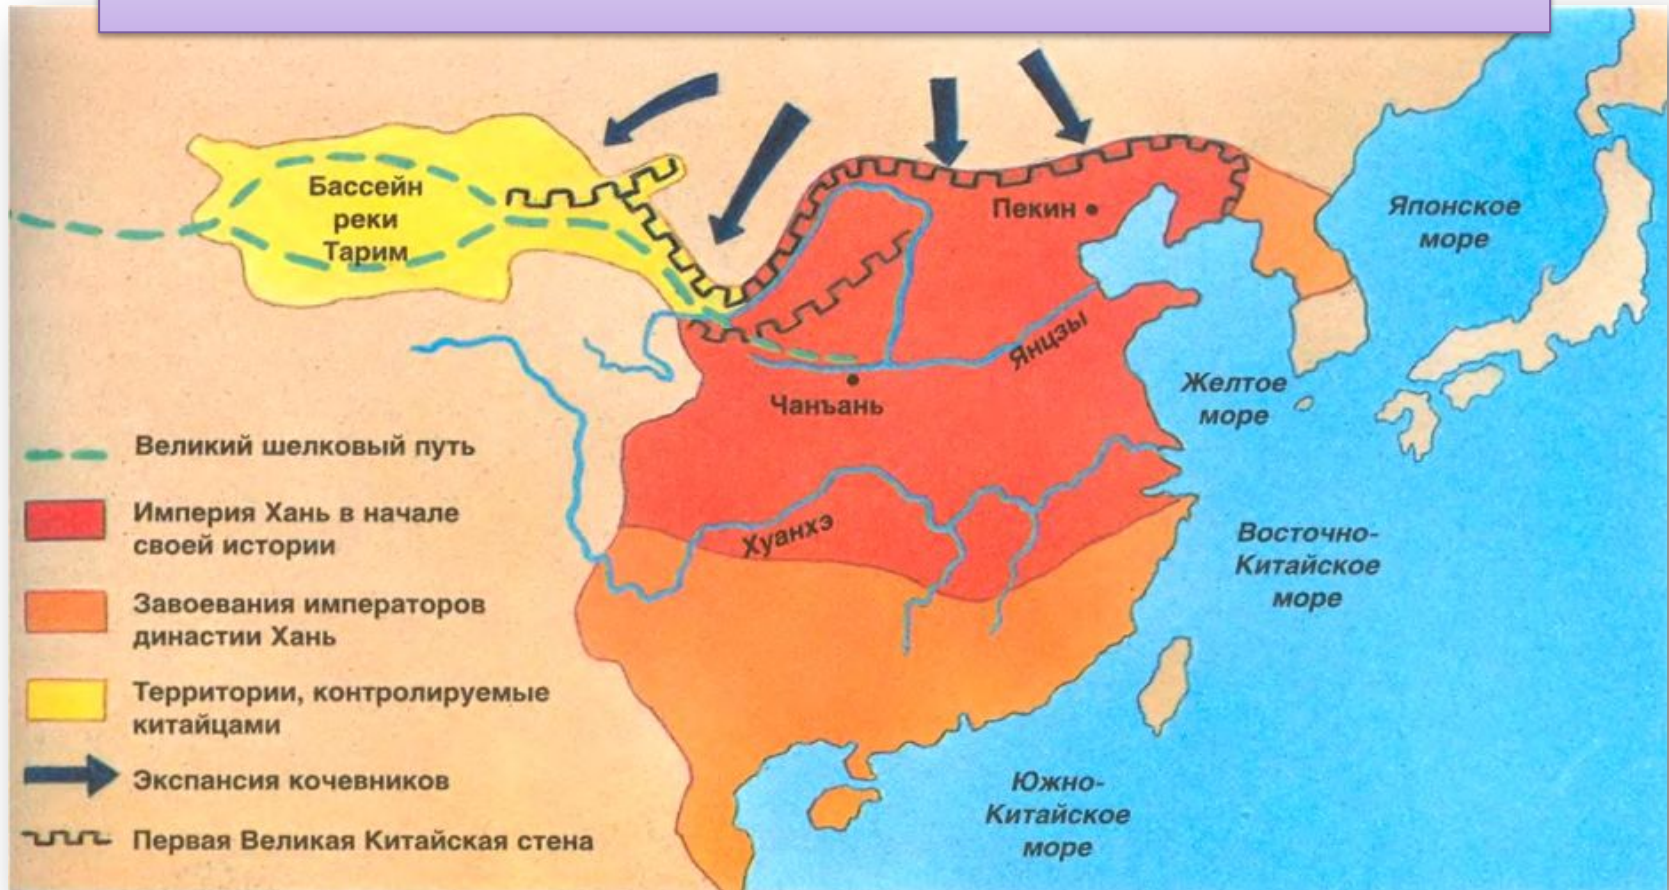 Бассейн
реки
Тарим
Пекин
Японское
море
Янцзы
Желтое
море
Чанъань
Хуанхэ
Восточно-
Китайское
море
Южно-
Китайское
море
Великий шелковый путь
Империя Хань в начале
своей истории
Завоевания императоров
династии Хань
Территории, контролируемые
китайцами
Экспансия кочевников
Первая Великая Китайская стена